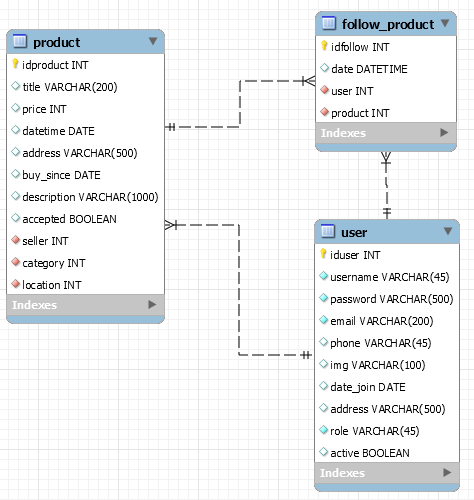 product
idproduct INT
title VARCHAR(200)
price INT
datetime DATE
address VARCHAR(500)
buy_since DATE
description VARCHAR(1000)
accepted BOOLEAN
seller INT
category INT
location INT
Indexes
follow_product
idfollow INT
date DATETIME
user INT
product INT
Indexes
user
iduser INT
username VARCHAR(45)
password VARCHAR(500)
email VARCHAR(200)
phone VARCHAR(45)
img VARCHAR(100)
date_join DATE
address VARCHAR(500)
role VARCHAR(45)
active BOOLEAN
Indexes